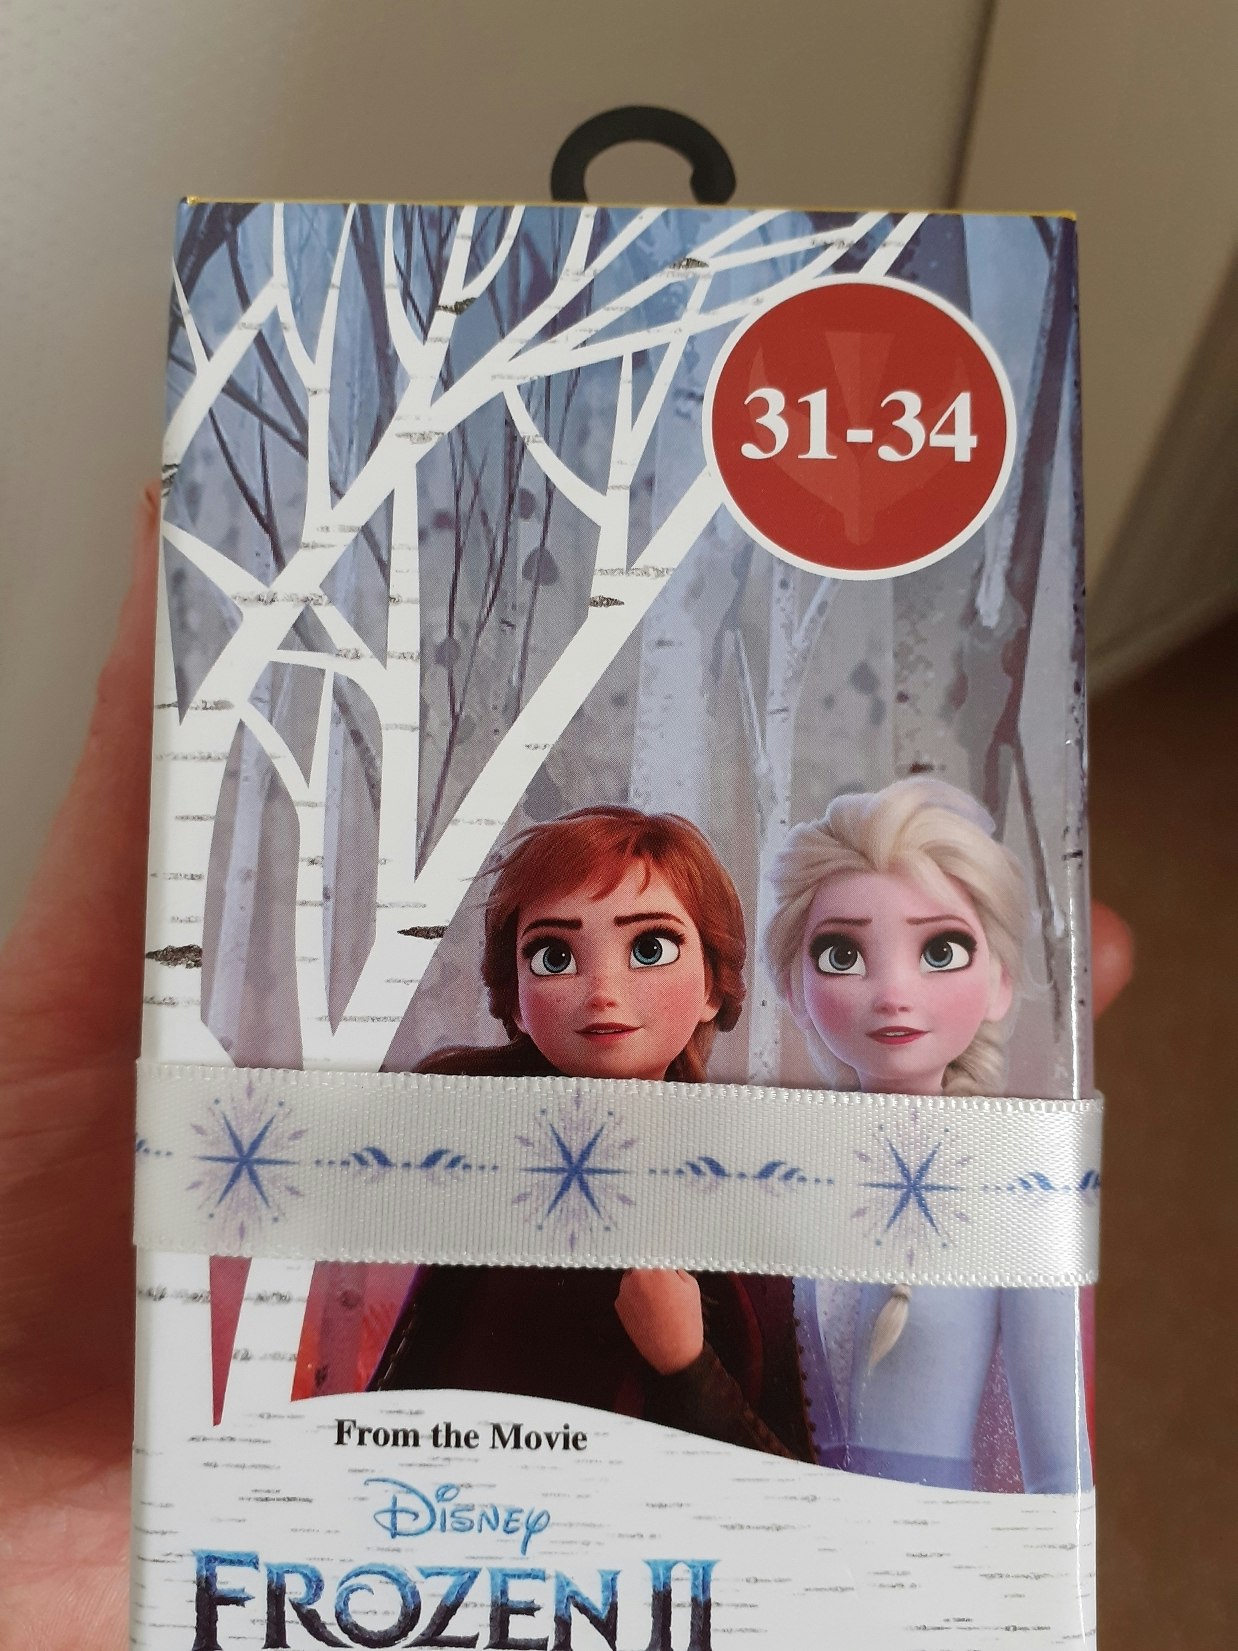 31-34
From the Movie
DISNEY
FROZEN II